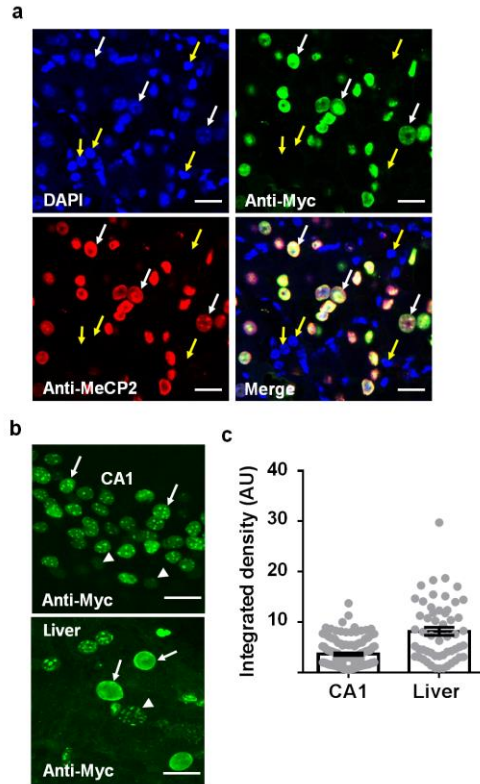 a
DAPI
Anti-Myc
Anti-MeCP2
Merge
b
CA1
Anti-Myc
Liver
Anti-Myc
c
Integrated density (AU)
40
30
20
10
CA1
Liver